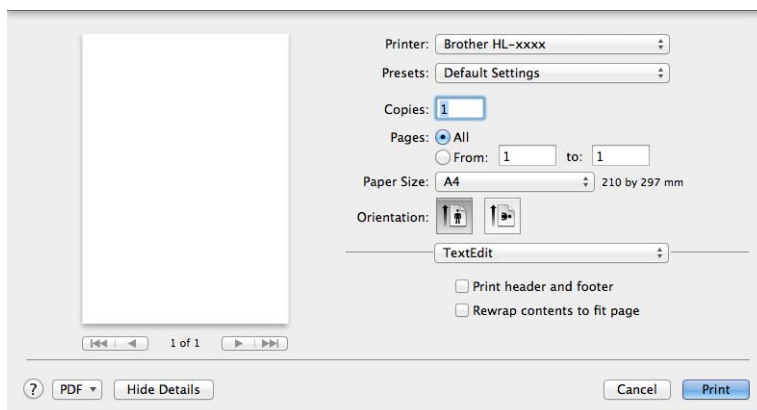 Printer: Brother HL-xxxx
Presets: Default Settings
Copies: 1
Pages: All
From: 1 to: 1
Paper Size: A4 210 by 297 mm
Orientation:
TextEdit
Print header and footer
Rewrap contents to fit page
1 of 1
? PDF Hide Details Cancel Print